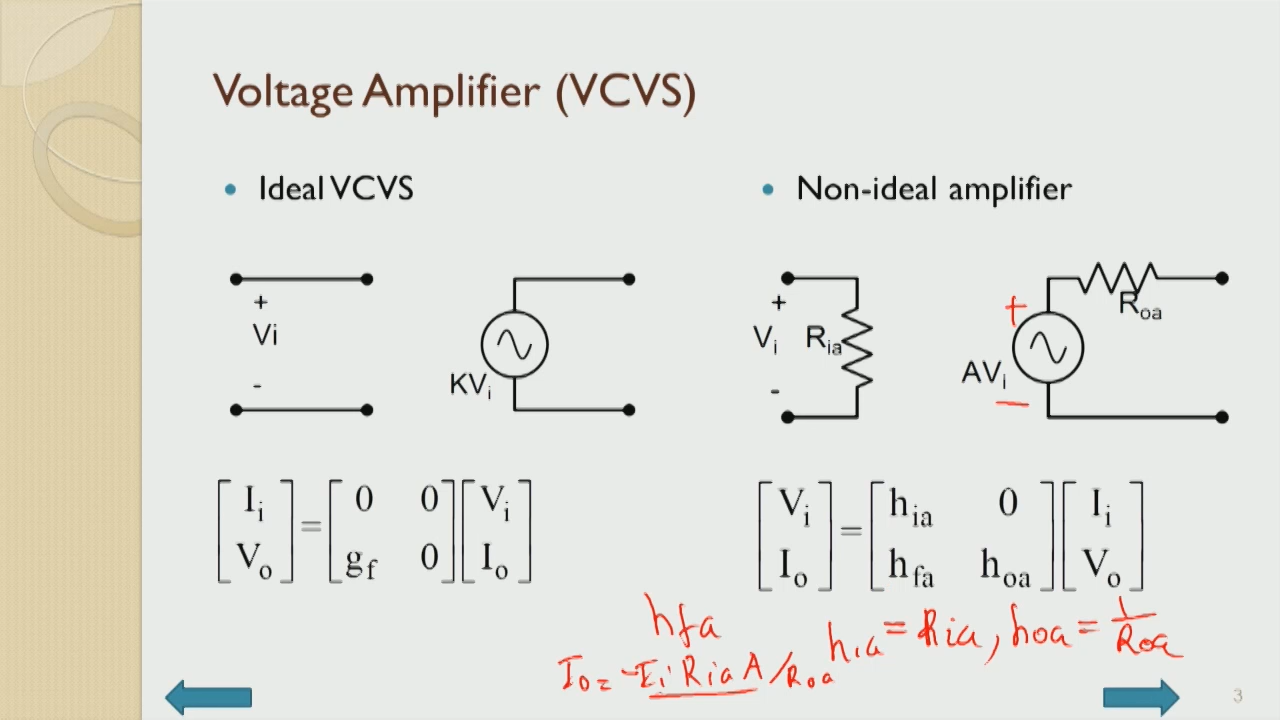 Voltage Amplifier (VCVS)
Ideal VCVS
+
Vi
-
KVi
[Ii Vo] = [0 0 gf 0] [Vi Io]
Non-ideal amplifier
+
Vi
-
Ria
+
AVi
-
Roa
[Vi Io] = [hia 0 hfa hoa] [Ii Vo]
hfa
hia = Ria, hoa = 1/Roa
Io = -Ii Ria A/Roa
3